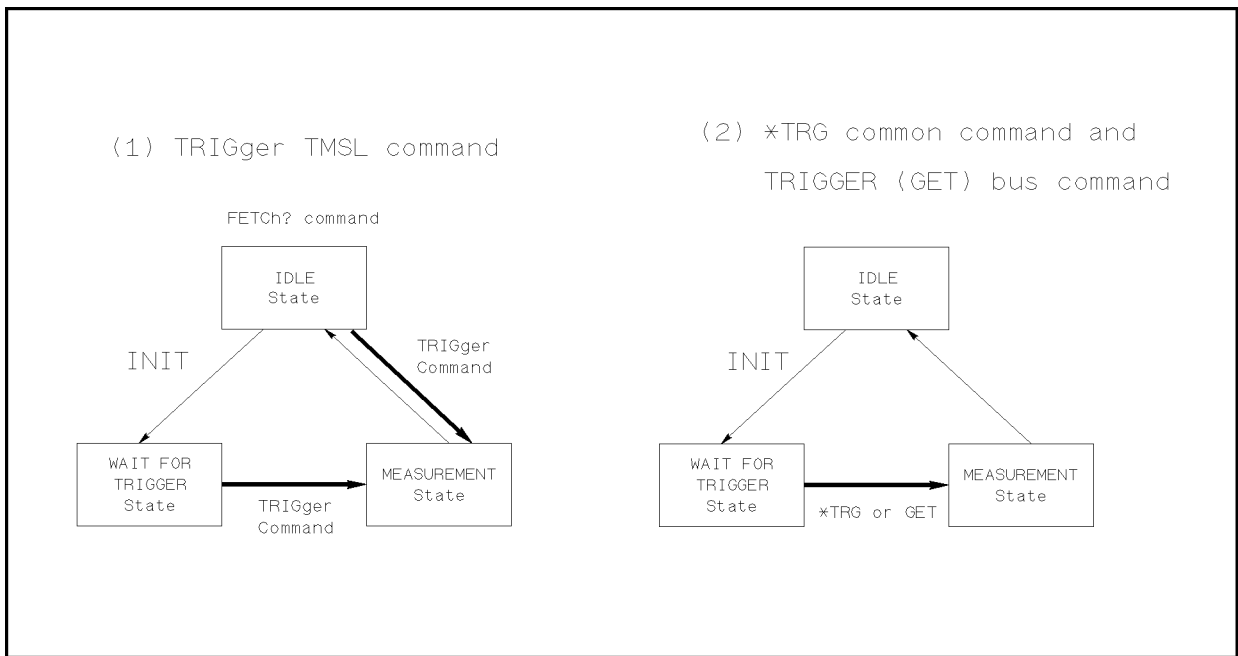 (1) TRIGger TMSL command
FETCh? command
IDLE
State
INIT
TRIGger
Command
WAIT FOR
TRIGGER
State
TRIGger
Command
MEASUREMENT
State
(2) *TRG common command and
TRIGGER (GET) bus command
IDLE
State
INIT
WAIT FOR
TRIGGER
State
*TRG or GET
MEASUREMENT
State